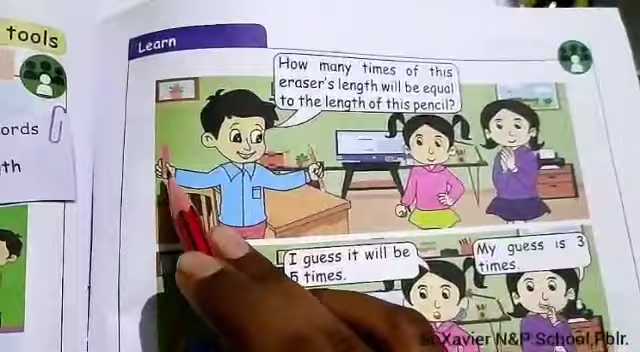 tools
ords
th
Learn
How many times of this
eraser's length will be equal
to the length of this pencil?
I guess it will be
5 times.
My guess is 3
times.
Xavier N&P School,Pblr.